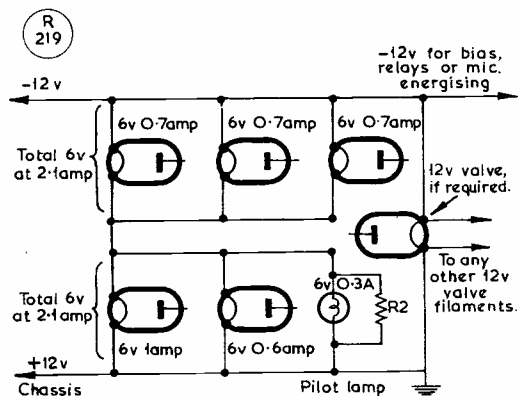 R
219
-12v for bias,
relays or mic.
energising
-12v
6v 0·7amp
6v 0·7amp
6v 0·7amp
Total 6v
at 2·1amp
12v valve,
if required.
To any
other 12v
valve
filaments.
Total 6v
at 2·1amp
6v 0·3A
R2
6v 1amp
6v 0·6amp
+12v
Chassis
Pilot lamp